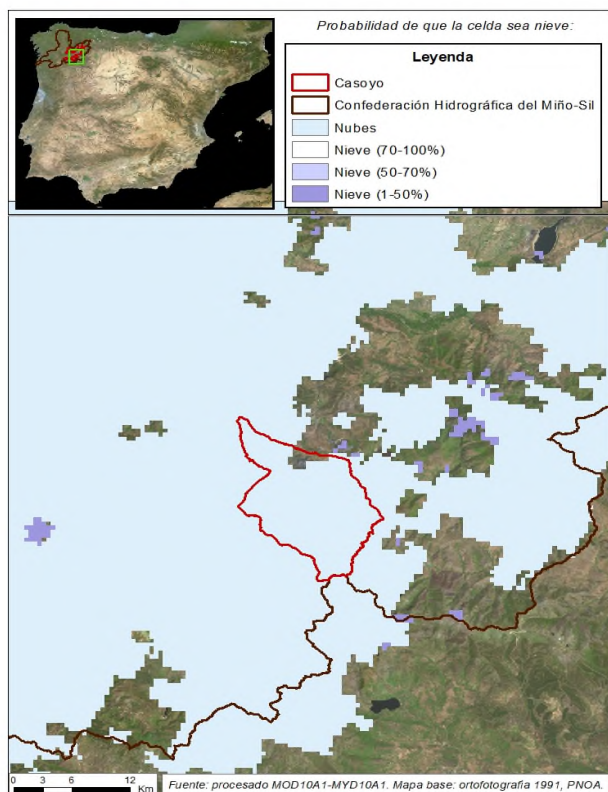 Probabilidad de que la celda sea nieve:
Leyenda
Casoyo
Confederación Hidrográfica del Miño-Sil
Nubes
Nieve (70-100%)
Nieve (50-70%)
Nieve (1-50%)
0 3 6 12
Km
Fuente: procesado MOD10A1-MYD10A1. Mapa base: ortofotografia 1991, PNOA.